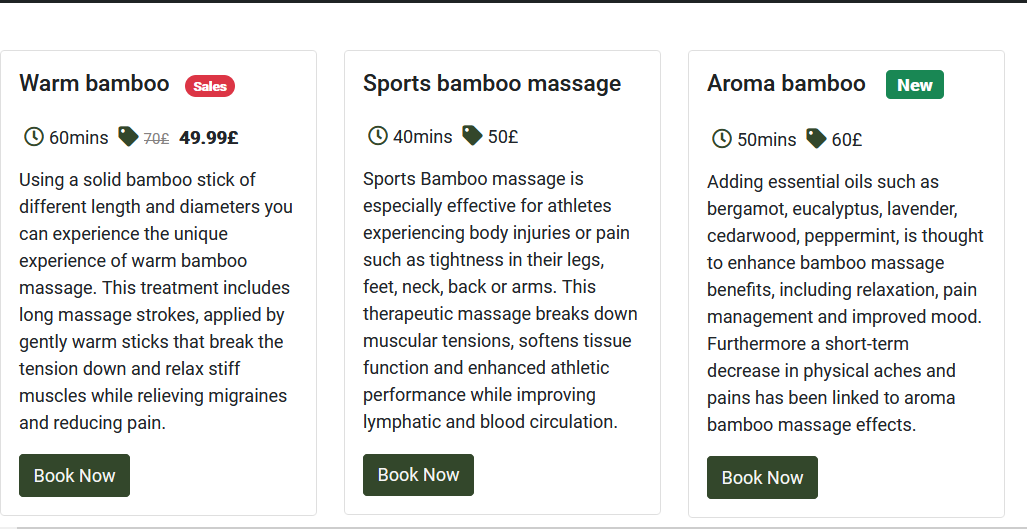 Warm bamboo Sales
60mins 70£ 49.99£
Using a solid bamboo stick of
different length and diameters you
can experience the unique
experience of warm bamboo
massage. This treatment includes
long massage strokes, applied by
gently warm sticks that break the
tension down and relax stiff
muscles while relieving migraines
and reducing pain.
Book Now
Sports bamboo massage
40mins 50£
Sports Bamboo massage is
especially effective for athletes
experiencing body injuries or pain
such as tightness in their legs,
feet, neck, back or arms. This
therapeutic massage breaks down
muscular tensions, softens tissue
function and enhanced athletic
performance while improving
lymphatic and blood circulation.
Book Now
Aroma bamboo New
50mins 60£
Adding essential oils such as
bergamot, eucalyptus, lavender,
cedarwood, peppermint, is thought
to enhance bamboo massage
benefits, including relaxation, pain
management and improved mood.
Furthermore a short-term
decrease in physical aches and
pains has been linked to aroma
bamboo massage effects.
Book Now